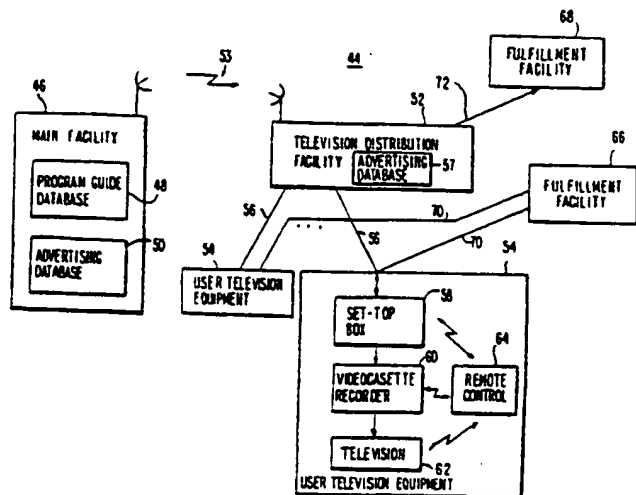 68
53
44
FULFILLMENT
FACILITY
46
52
72
MAIN FACILITY
TELEVISION DISTRIBUTION
FACILITY
ADVERTISING
DATABASE
57
66
PROGRAM GUIDE
DATABASE
48
FULFILLMENT
FACILITY
56
70
56
70
ADVERTISING
DATABASE
50
54
...
54
USER TELEVISION
EQUIPMENT
SET-TOP
BOX
58
64
60
VIDEOCASETTE
RECORDER
REMOTE
CONTROL
TELEVISION
62
USER TELEVISION EQUIPMENT